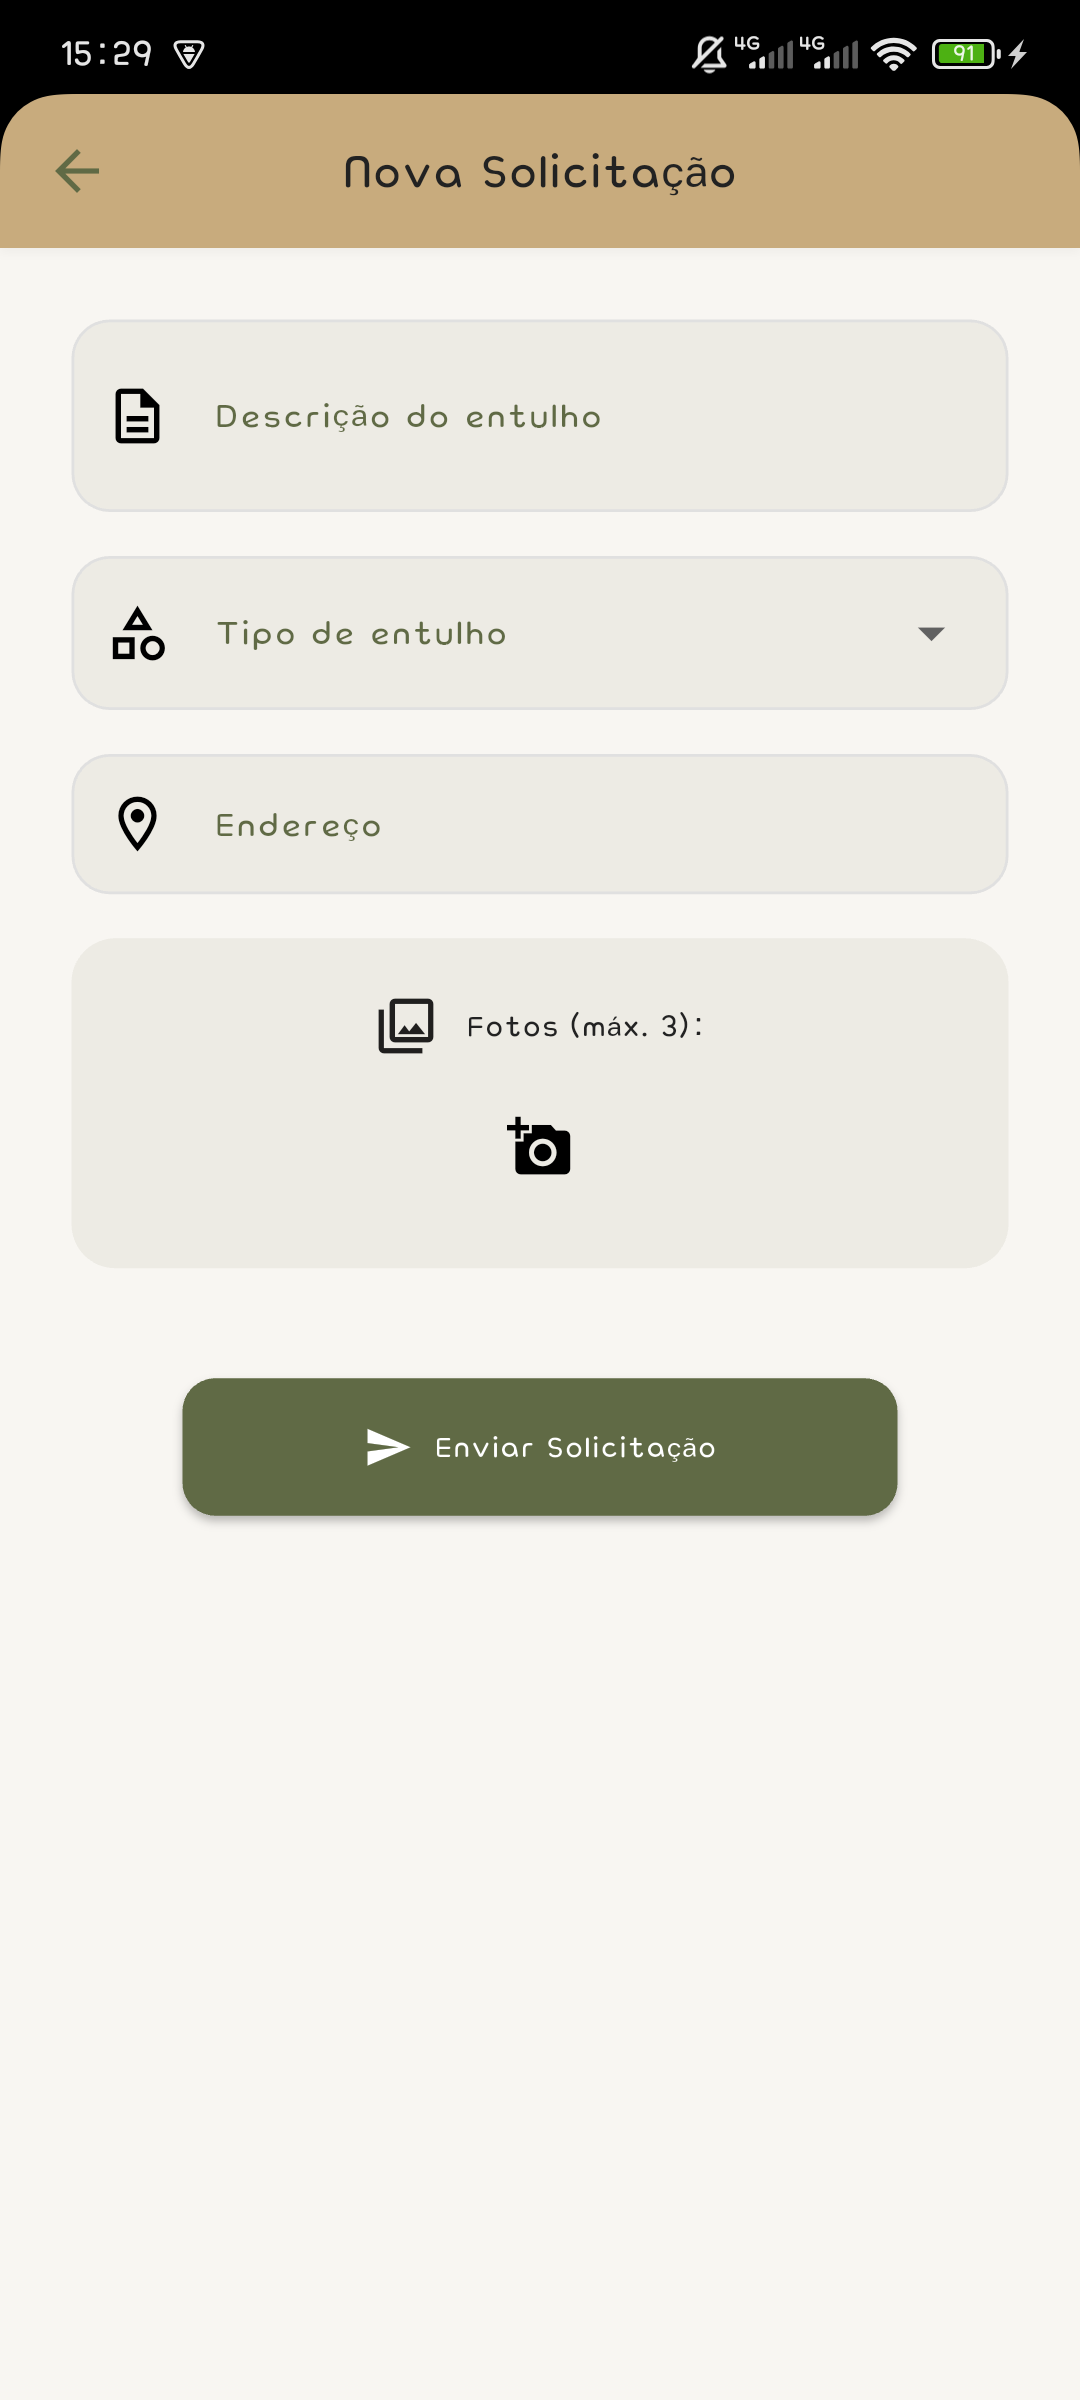 15:29
4G 4G 91
Nova Solicitação
Descrição do entulho
Tipo de entulho
Endereço
Fotos (máx. 3):
Enviar Solicitação